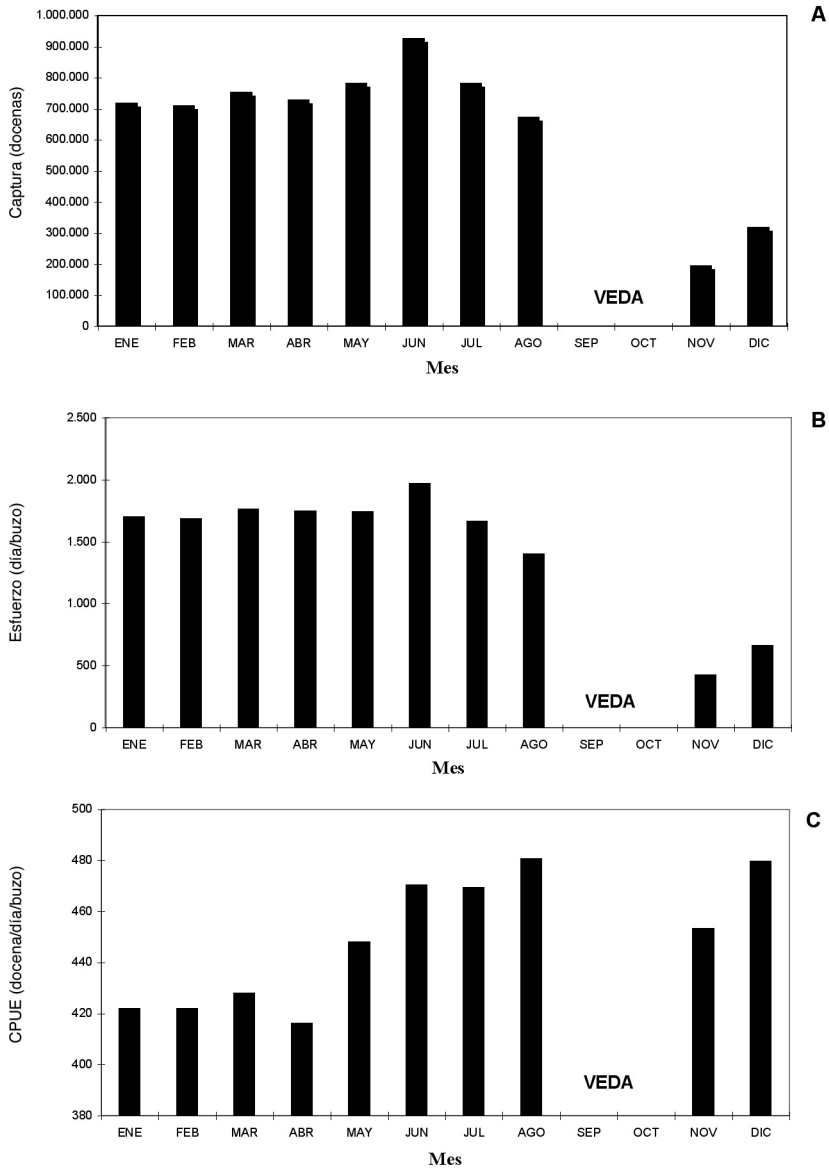 A
Captura (docenas)
1.000.000
900.000
800.000
700.000
600.000
500.000
400.000
300.000
200.000
100.000
0
VEDA
ENE FEB MAR ABR MAY JUN JUL AGO SEP OCT NOV DIC
Mes
B
Esfuerzo (día/buzo)
2.500
2.000
1.500
1.000
500
0
VEDA
ENE FEB MAR ABR MAY JUN JUL AGO SEP OCT NOV DIC
Mes
C
CPUE (docena/día/buzo)
500
480
460
440
420
400
380
VEDA
ENE FEB MAR ABR MAY JUN JUL AGO SEP OCT NOV DIC
Mes